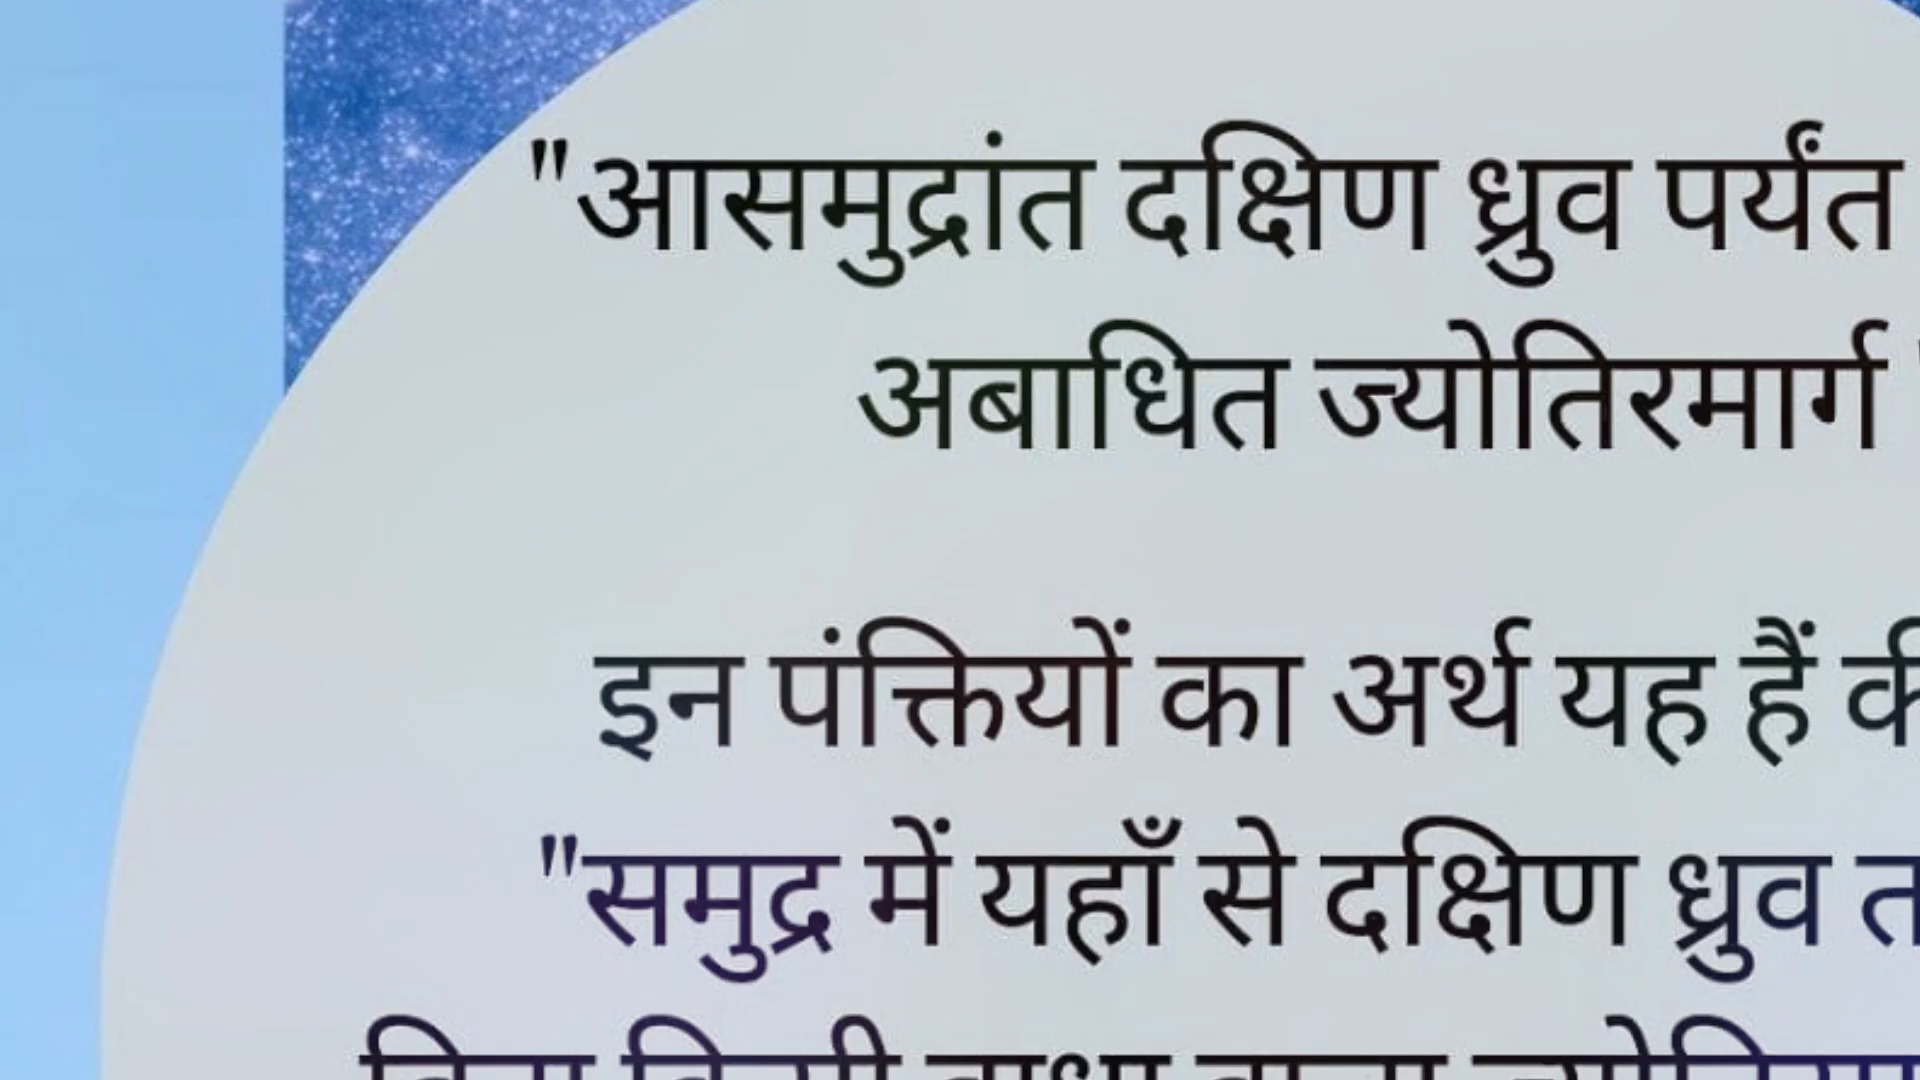 "आसमुद्रांत दक्षिण ध्रुव पर्यंत
अबाधित ज्योतिरमार्ग
इन पंक्तियों का अर्थ यह हैं की
"समुद्र में यहाँ से दक्षिण ध्रुव